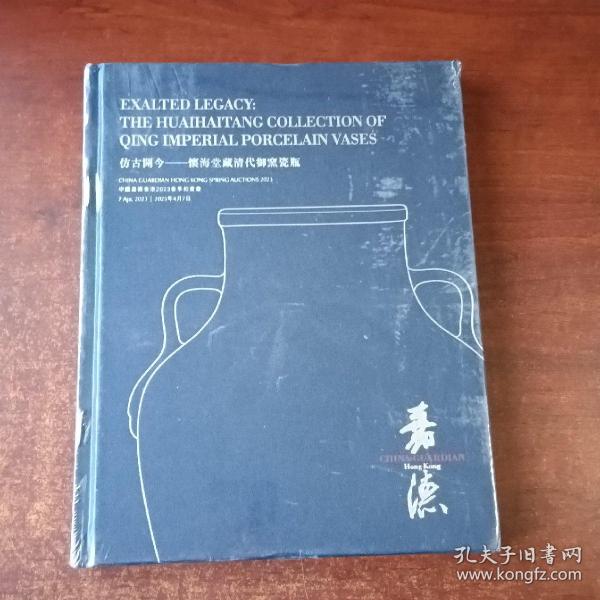 EXALTED LEGACY:
THE HUAIHAITANG COLLECTION OF
QING IMPERIAL PORCELAIN VASES
仿古開今——懷海堂藏清代御窯瓷瓶
CHINA GUARDIAN HONG KONG SPRING AUCTIONS 2023
中國嘉德香港2023春季拍賣會
7 Apr, 2023 | 2023年4月7日
嘉
CHINA GUARDIAN
Hong Kong
德
孔夫子旧书网
www.kongfz.com